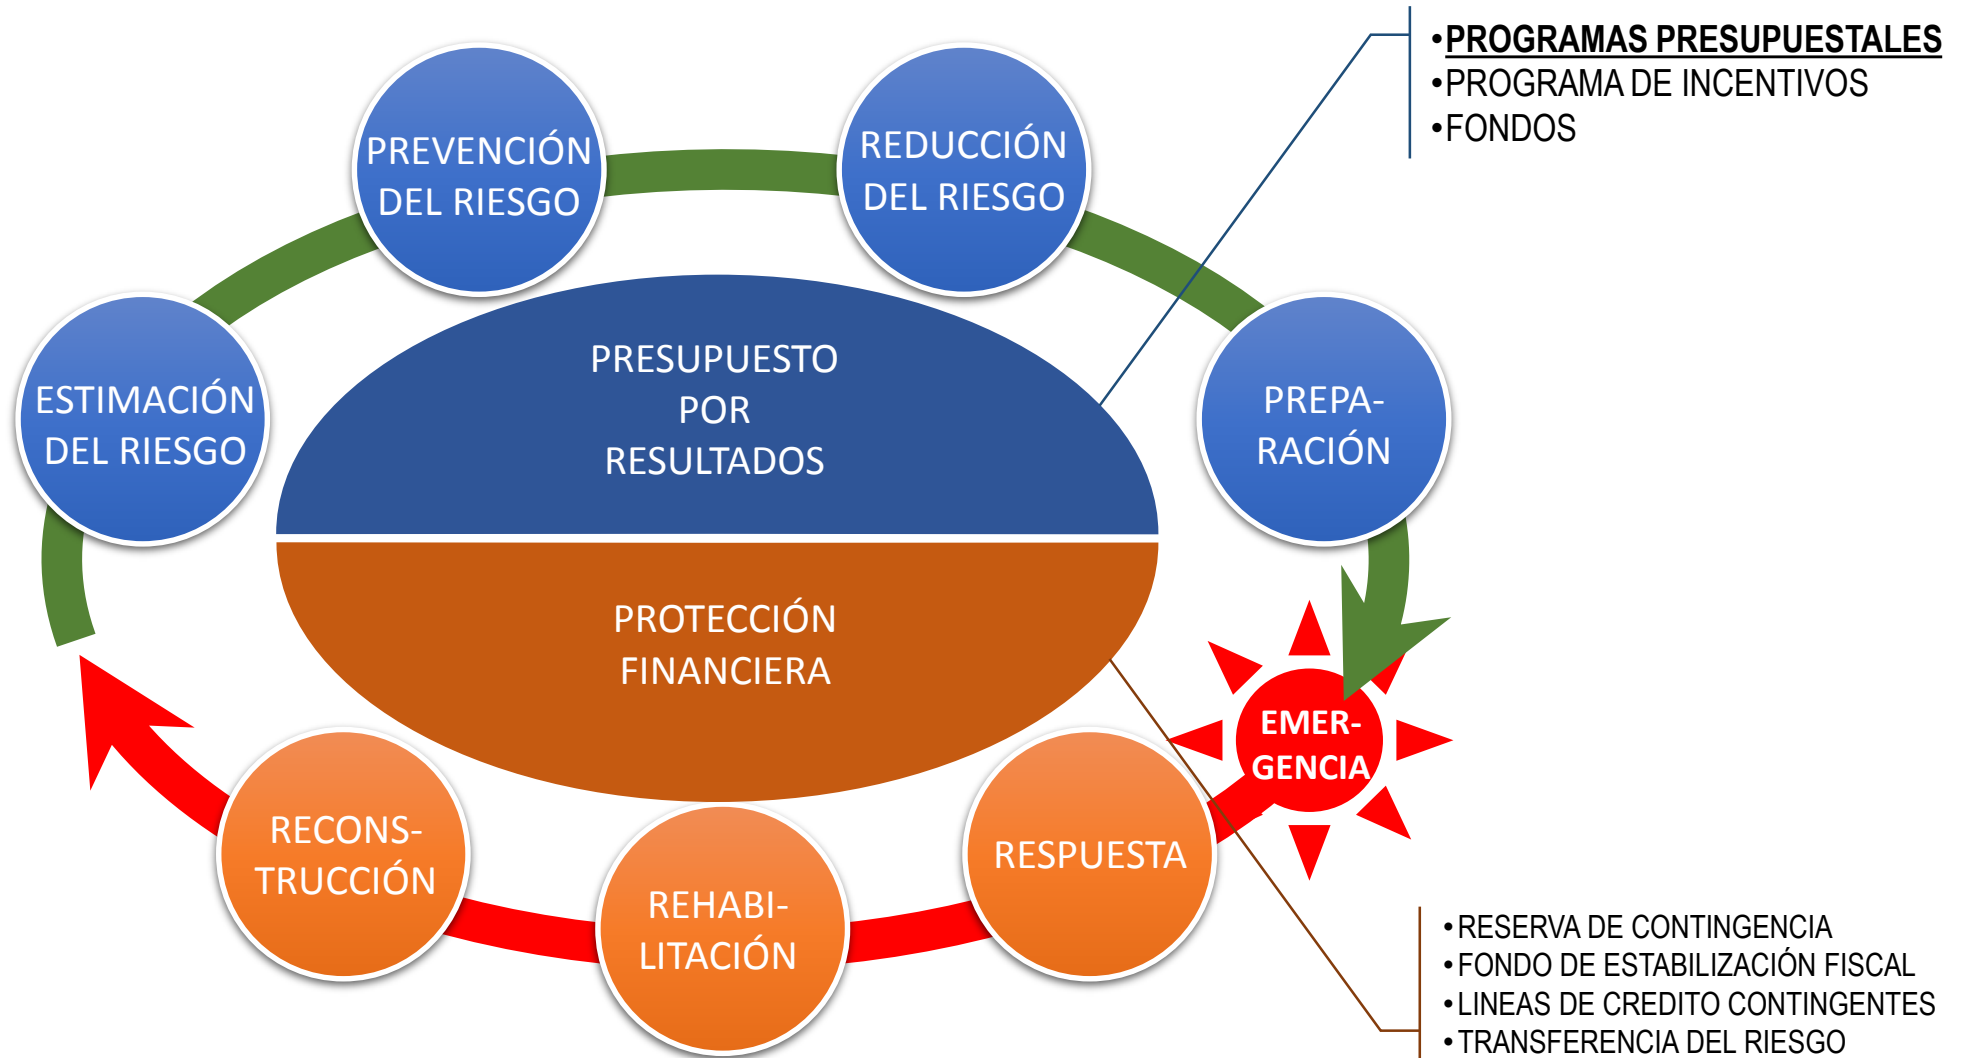 •PROGRAMAS PRESUPUESTALES
•PROGRAMA DE INCENTIVOS
•FONDOS
PREVENCIÓN
DEL RIESGO
REDUCCIÓN
DEL RIESGO
ESTIMACIÓN
DEL RIESGO
PRESUPUESTO
POR
RESULTADOS
PREPA-
RACIÓN
PROTECCIÓN
FINANCIERA
EMER-
GENCIA
RECONS-
TRUCCIÓN
REHABI-
LITACIÓN
RESPUESTA
•RESERVA DE CONTINGENCIA
•FONDO DE ESTABILIZACIÓN FISCAL
•LINEAS DE CREDITO CONTINGENTES
•TRANSFERENCIA DEL RIESGO